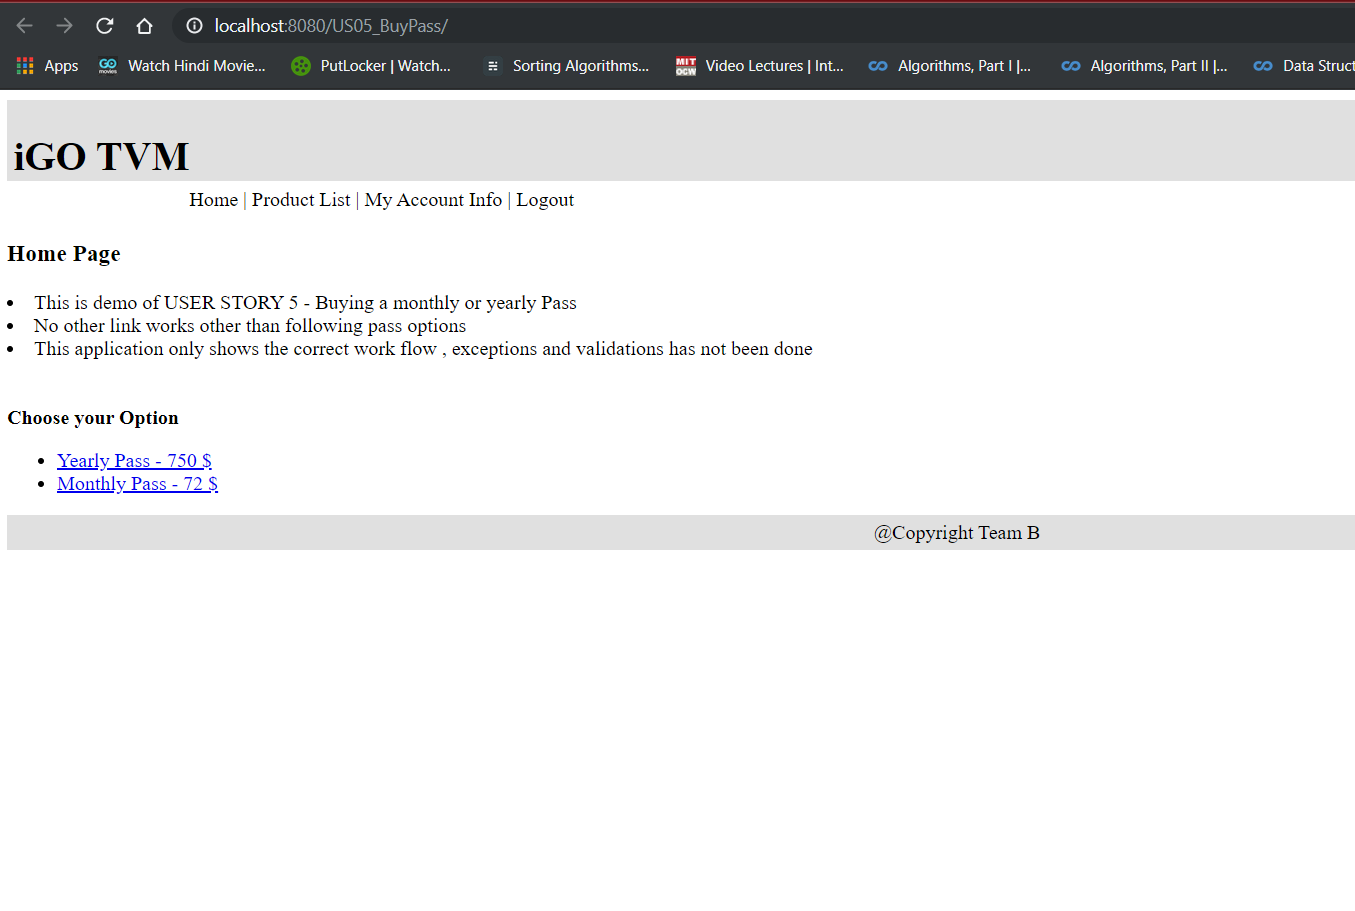 localhost:8080/US05_BuyPass/
Apps Watch Hindi Movie... PutLocker | Watch... Sorting Algorithms... Video Lectures | Int... Algorithms, Part I |... Algorithms, Part II |... Data Struct
iGO TVM
Home | Product List | My Account Info | Logout
Home Page
• This is demo of USER STORY 5 - Buying a monthly or yearly Pass
• No other link works other than following pass options
• This application only shows the correct work flow , exceptions and validations has not been done
Choose your Option
• Yearly Pass - 750 $
• Monthly Pass - 72 $
@Copyright Team B